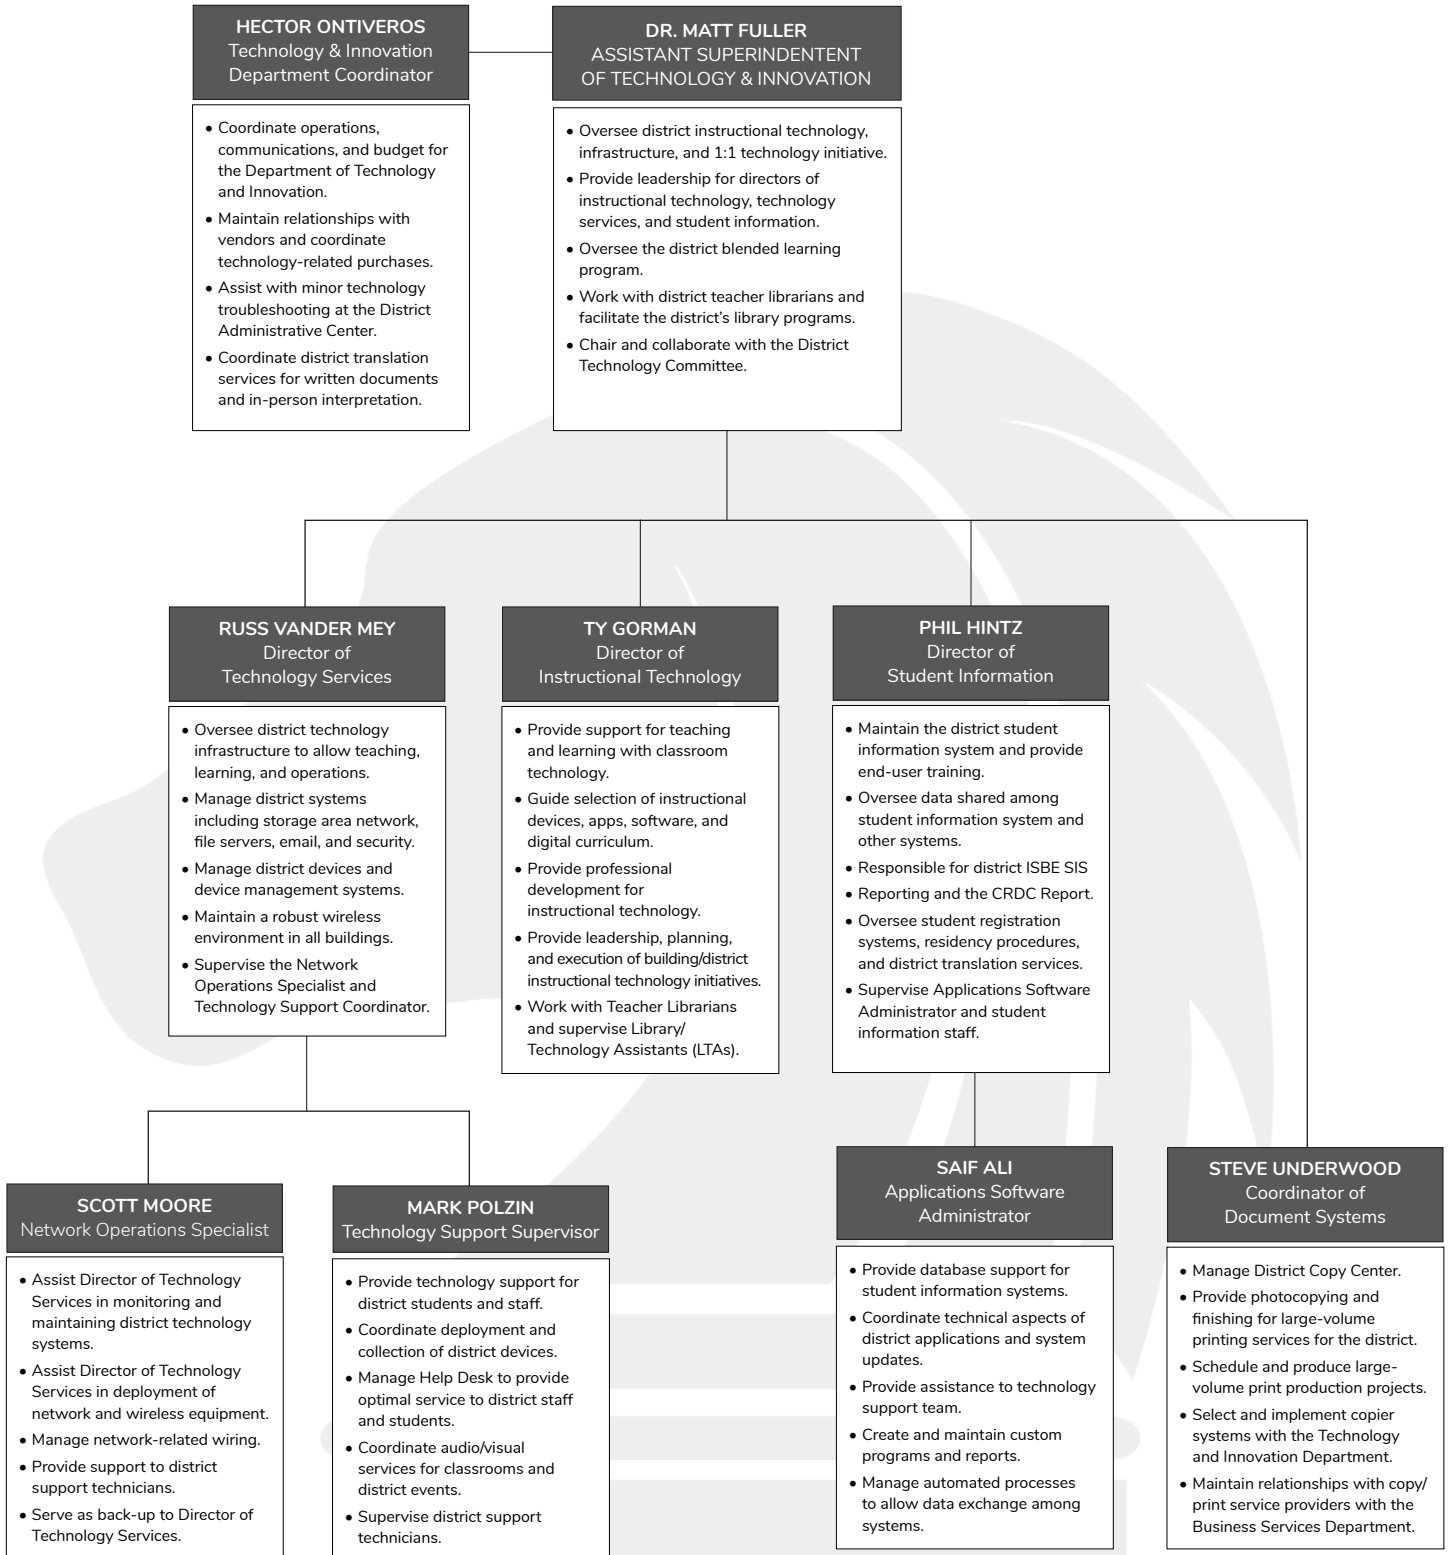 HECTOR ONTIVEROS
Technology & Innovation
Department Coordinator
• Coordinate operations,
communications, and budget for
the Department of Technology
and Innovation.
• Maintain relationships with
vendors and coordinate
technology-related purchases.
• Assist with minor technology
troubleshooting at the District
Administrative Center.
• Coordinate district translation
services for written documents
and in-person interpretation.
DR. MATT FULLER
ASSISTANT SUPERINDENTENT
OF TECHNOLOGY & INNOVATION
• Oversee district instructional technology,
infrastructure, and 1:1 technology initiative.
• Provide leadership for directors of
instructional technology, technology
services, and student information.
• Oversee the district blended learning
program.
• Work with district teacher librarians and
facilitate the district's library programs.
• Chair and collaborate with the District
Technology Committee.
RUSS VANDER MEY
Director of
Technology Services
• Oversee district technology
infrastructure to allow teaching,
learning, and operations.
• Manage district systems
including storage area network,
file servers, email, and security.
• Manage district devices and
device management systems.
• Maintain a robust wireless
environment in all buildings.
• Supervise the Network
Operations Specialist and
Technology Support Coordinator.
TY GORMAN
Director of
Instructional Technology
• Provide support for teaching
and learning with classroom
technology.
• Guide selection of instructional
devices, apps, software, and
digital curriculum.
• Provide professional
development for
instructional technology.
• Provide leadership, planning,
and execution of building/district
instructional technology initiatives.
• Work with Teacher Librarians
and supervise Library/
Technology Assistants (LTAs).
PHIL HINTZ
Director of
Student Information
• Maintain the district student
information system and provide
end-user training.
• Oversee data shared among
student information system and
other systems.
• Responsible for district ISBE SIS
• Reporting and the CRDC Report.
• Oversee student registration
systems, residency procedures,
and district translation services.
• Supervise Applications Software
Administrator and student
information staff.
SCOTT MOORE
Network Operations Specialist
• Assist Director of Technology
Services in monitoring and
maintaining district technology
systems.
• Assist Director of Technology
Services in deployment of
network and wireless equipment.
• Manage network-related wiring.
• Provide support to district
support technicians.
• Serve as back-up to Director of
Technology Services.
MARK POLZIN
Technology Support Supervisor
• Provide technology support for
district students and staff.
• Coordinate deployment and
collection of district devices.
• Manage Help Desk to provide
optimal service to district staff
and students.
• Coordinate audio/visual
services for classrooms and
district events.
• Supervise district support
technicians.
SAIF ALI
Applications Software
Administrator
• Provide database support for
student information systems.
• Coordinate technical aspects of
district applications and system
updates.
• Provide assistance to technology
support team.
• Create and maintain custom
programs and reports.
• Manage automated processes
to allow data exchange among
systems.
STEVE UNDERWOOD
Coordinator of
Document Systems
• Manage District Copy Center.
• Provide photocopying and
finishing for large-volume
printing services for the district.
• Schedule and produce large-
volume print production projects.
• Select and implement copier
systems with the Technology
and Innovation Department.
• Maintain relationships with copy/
print service providers with the
Business Services Department.